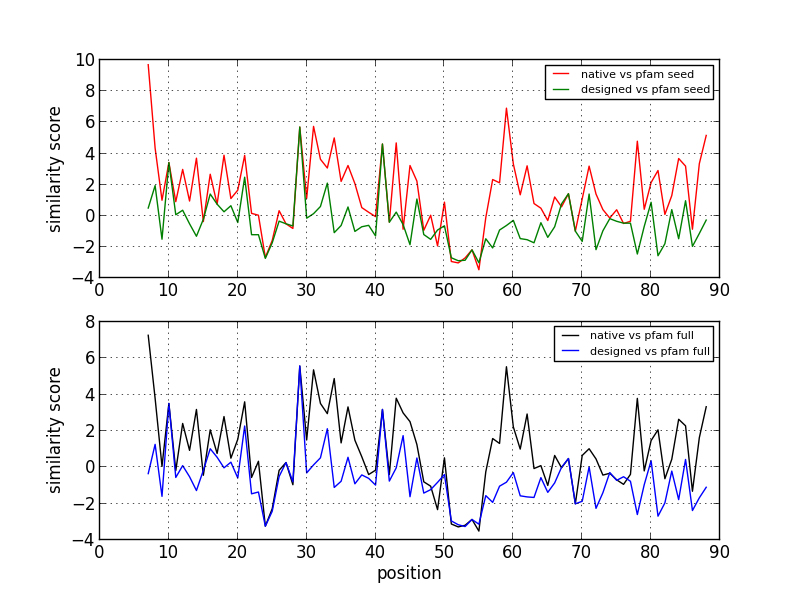 10
8
6
4
2
0
−2
−4
similarity score
native vs pfam seed
designed vs pfam seed
0 10 20 30 40 50 60 70 80 90
8
6
4
2
0
−2
−4
similarity score
native vs pfam full
designed vs pfam full
0 10 20 30 40 50 60 70 80 90
position